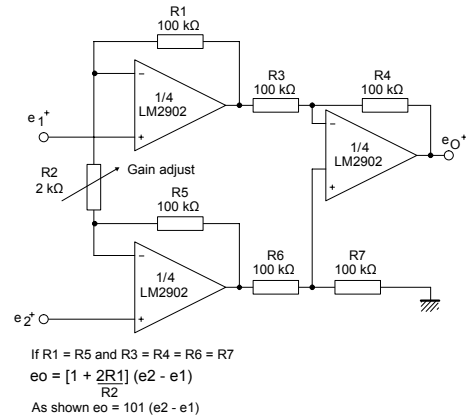 R1
100 kΩ
1/4
LM2902
R3
100 kΩ
R4
100 kΩ
e1+
1/4
LM2902
eO+
R2
2 kΩ
Gain adjust
R5
100 kΩ
1/4
LM2902
R6
100 kΩ
R7
100 kΩ
e2+
If R1 = R5 and R3 = R4 = R6 = R7
eo = [1 + 2R1/R2] (e2 - e1)
As shown eo = 101 (e2 - e1)